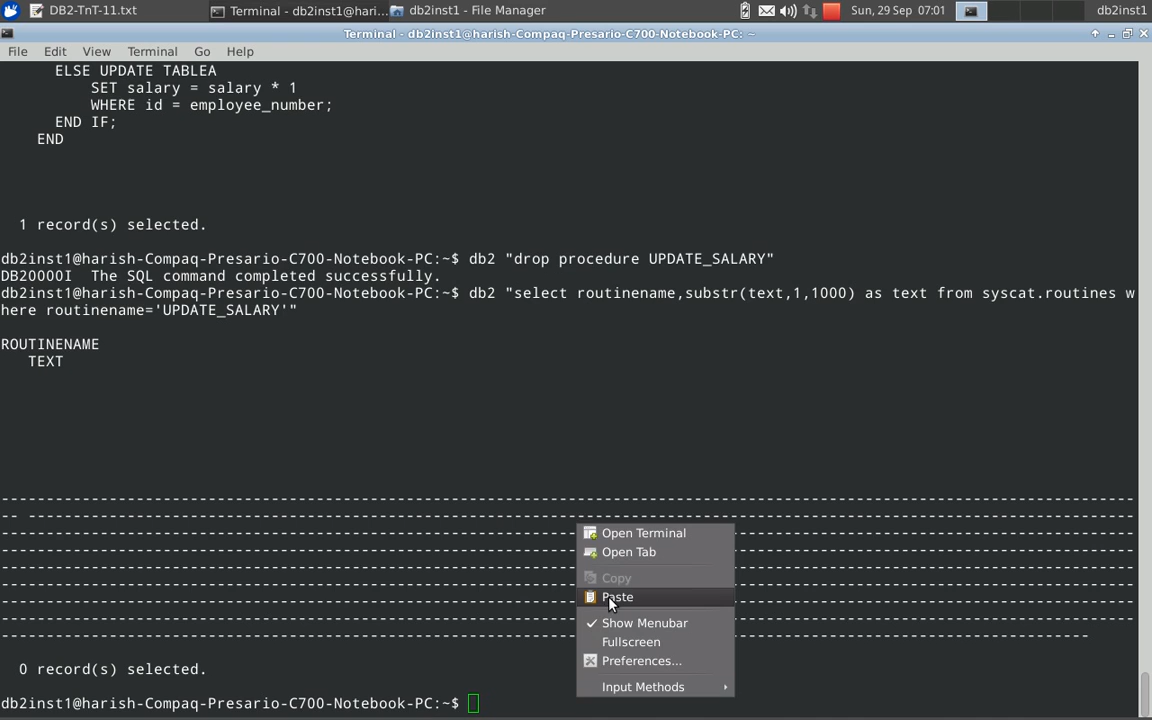 DB2-TnT-11.txt
Terminal - db2inst1@hari...
db2inst1 - File Manager
Sun, 29 Sep 07:01
db2inst1
Terminal - db2inst1@harish-Compaq-Presario-C700-Notebook-PC: ~
File Edit View Terminal Go Help
ELSE UPDATE TABLEA
SET salary = salary * 1
WHERE id = employee_number;
END IF;
END
1 record(s) selected.
db2inst1@harish-Compaq-Presario-C700-Notebook-PC:~$ db2 "drop procedure UPDATE_SALARY"
DB20000I  The SQL command completed successfully.
db2inst1@harish-Compaq-Presario-C700-Notebook-PC:~$ db2 "select routinename,substr(text,1,1000) as text from syscat.routines w
here routinename='UPDATE_SALARY'"
ROUTINENAME
TEXT
Open Terminal
Open Tab
Copy
Paste
Show Menubar
Fullscreen
Preferences...
Input Methods
0 record(s) selected.
db2inst1@harish-Compaq-Presario-C700-Notebook-PC:~$